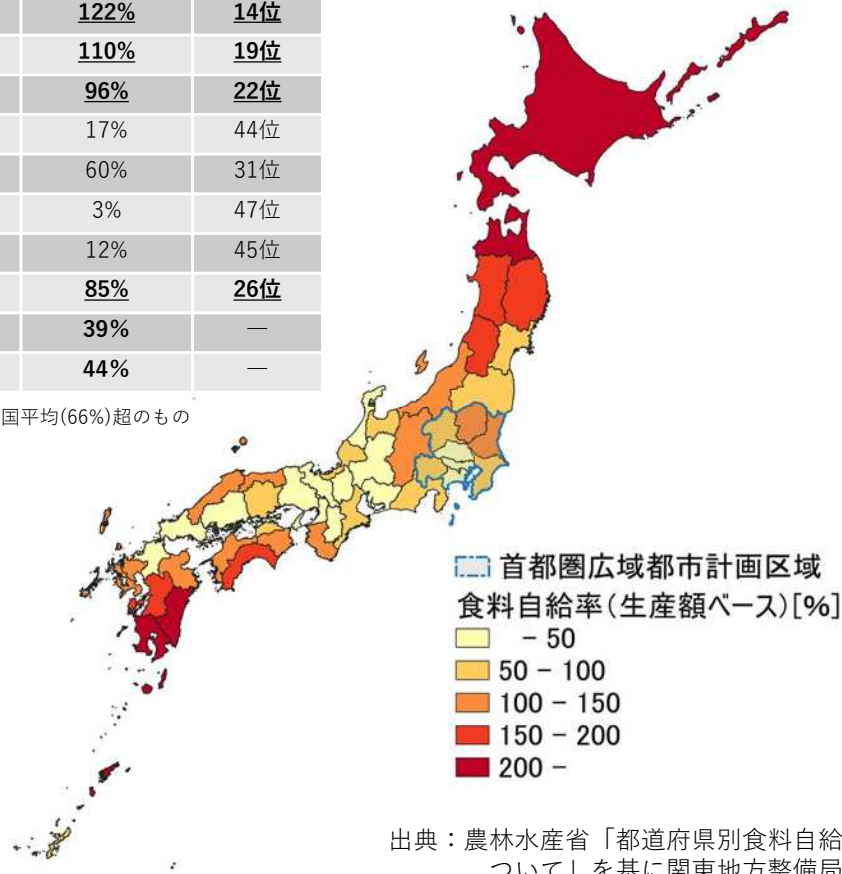 122% 14位
110% 19位
96% 22位
17% 44位
60% 31位
3% 47位
12% 45位
85% 26位
39% ―
44% ―
国平均(66%)超のもの
首都圏広域都市計画区域
食料自給率(生産額ベース)[%]
- 50
50 - 100
100 - 150
150 - 200
200 -
出典：農林水産省「都道府県別食料自給
ついて」を基に関東地方整備局